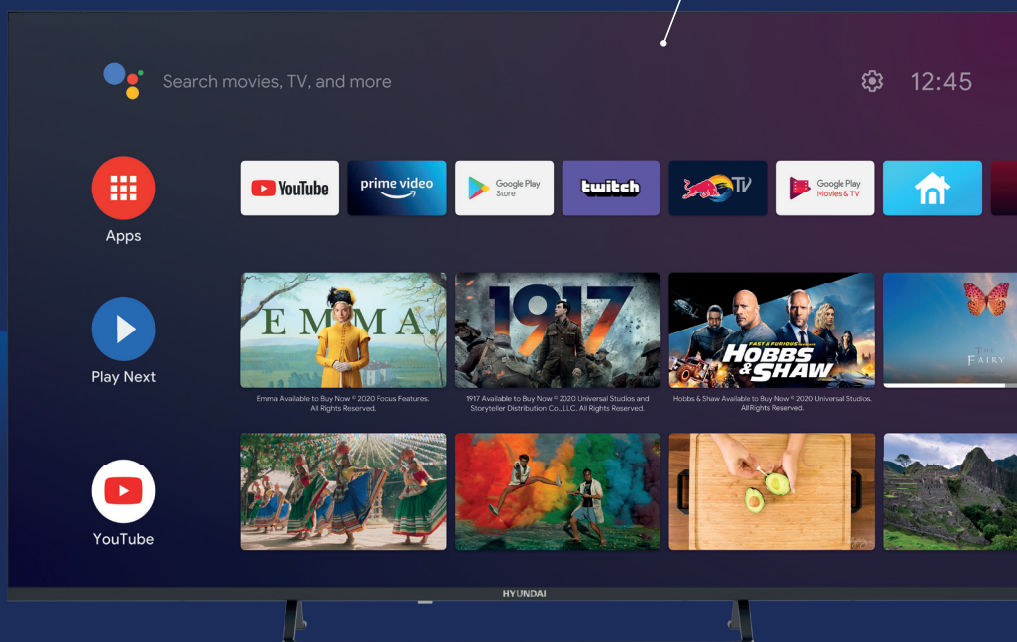 Search movies, TV, and more
12:45
Apps
YouTube
prime video
Google Play
Store
twitch
TV
Google Play
Movies & TV
EMMA.
1917
FAST & FURIOUS PRESENTS
HOBBS
& SHAW
THE
FAIRY
Play Next
Emma Available to Buy Now © 2020 Focus Features.
All Rights Reserved.
1917 Available to Buy Now © 2020 Universal Studios and
Storyteller Distribution Co.,LLC. All Rights Reserved.
Hobbs & Shaw Available to Buy Now © 2020 Universal Studios.
All Rights Reserved.
YouTube
HYUNDAI